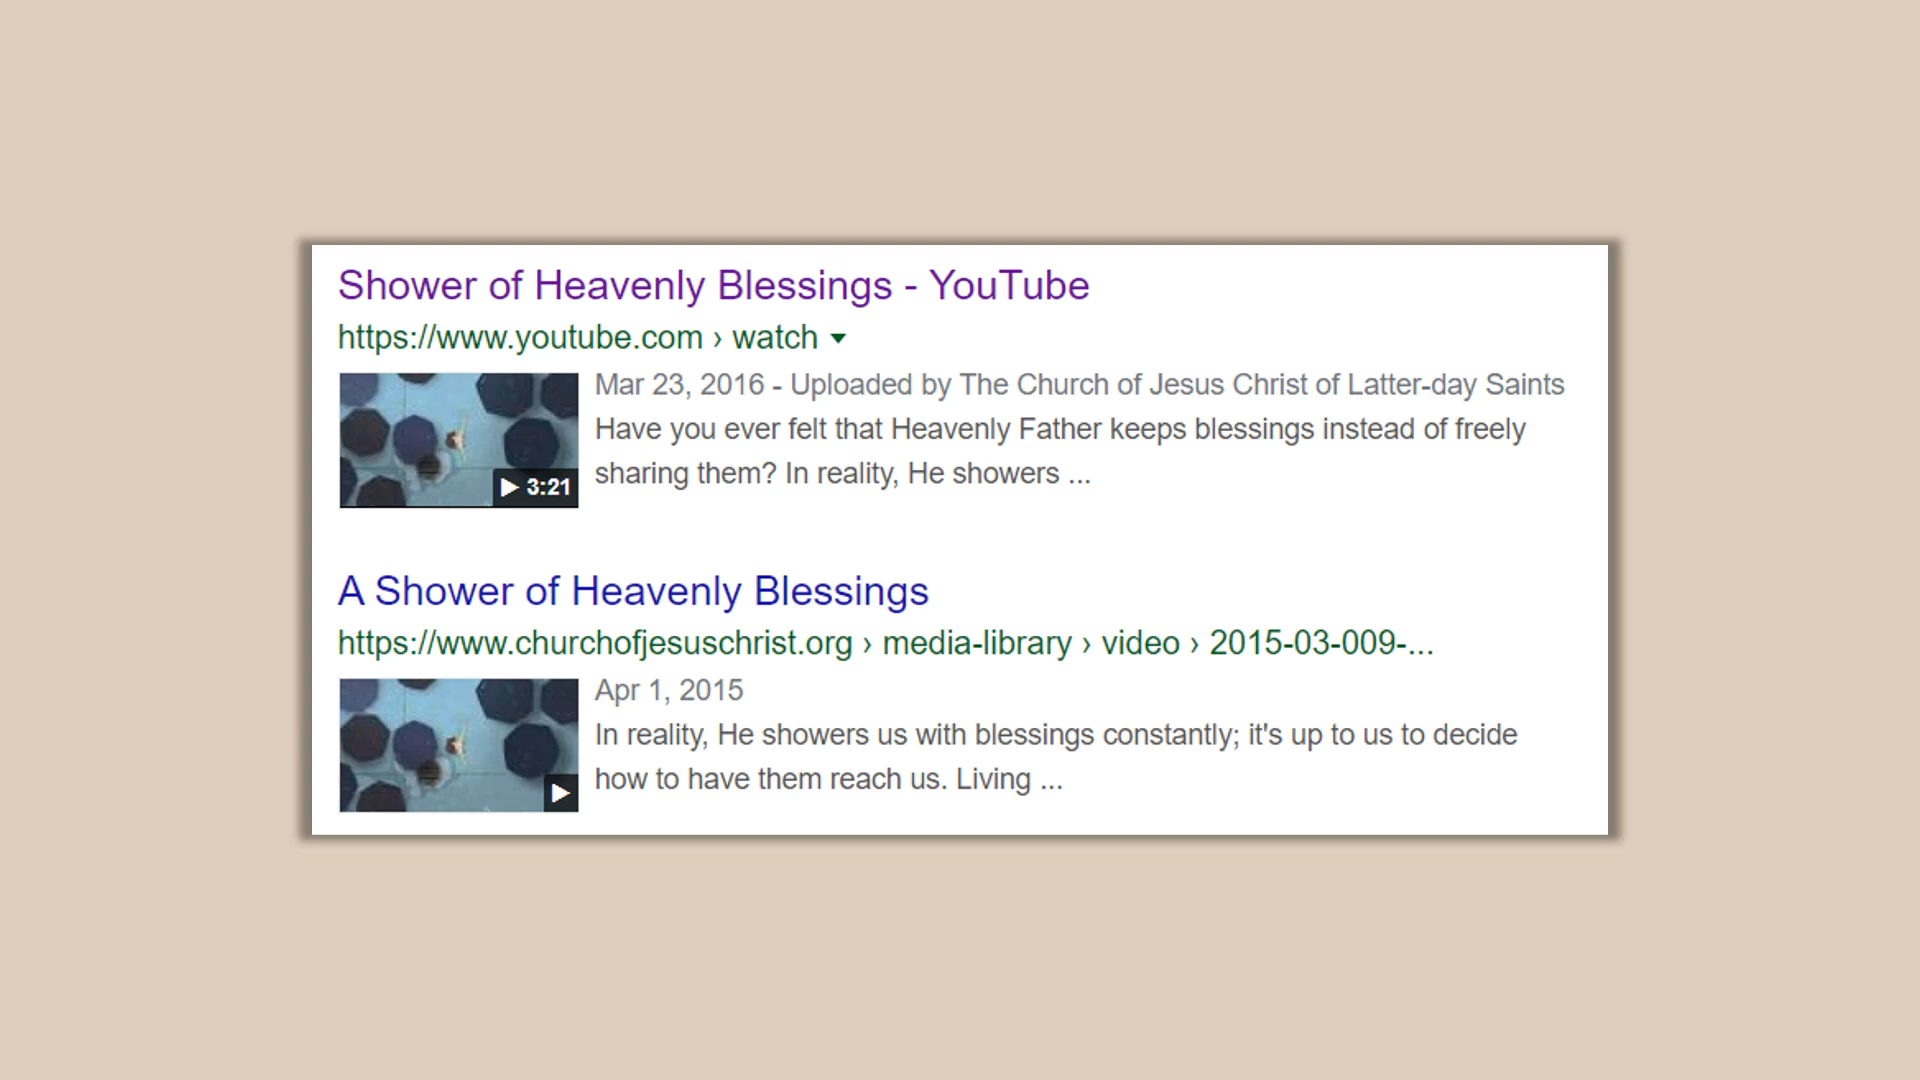 Shower of Heavenly Blessings - YouTube
https://www.youtube.com › watch
Mar 23, 2016 - Uploaded by The Church of Jesus Christ of Latter-day Saints
Have you ever felt that Heavenly Father keeps blessings instead of freely
sharing them? In reality, He showers ...
3:21
A Shower of Heavenly Blessings
https://www.churchofjesuschrist.org › media-library › video › 2015-03-009-...
Apr 1, 2015
In reality, He showers us with blessings constantly; it's up to us to decide
how to have them reach us. Living ...